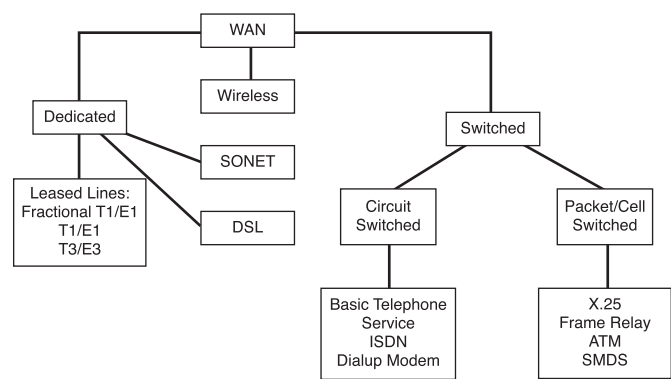 WAN
Wireless
Dedicated
Switched
SONET
Leased Lines:
Fractional T1/E1
T1/E1
T3/E3
DSL
Circuit
Switched
Packet/Cell
Switched
Basic Telephone
Service
ISDN
Dialup Modem
X.25
Frame Relay
ATM
SMDS